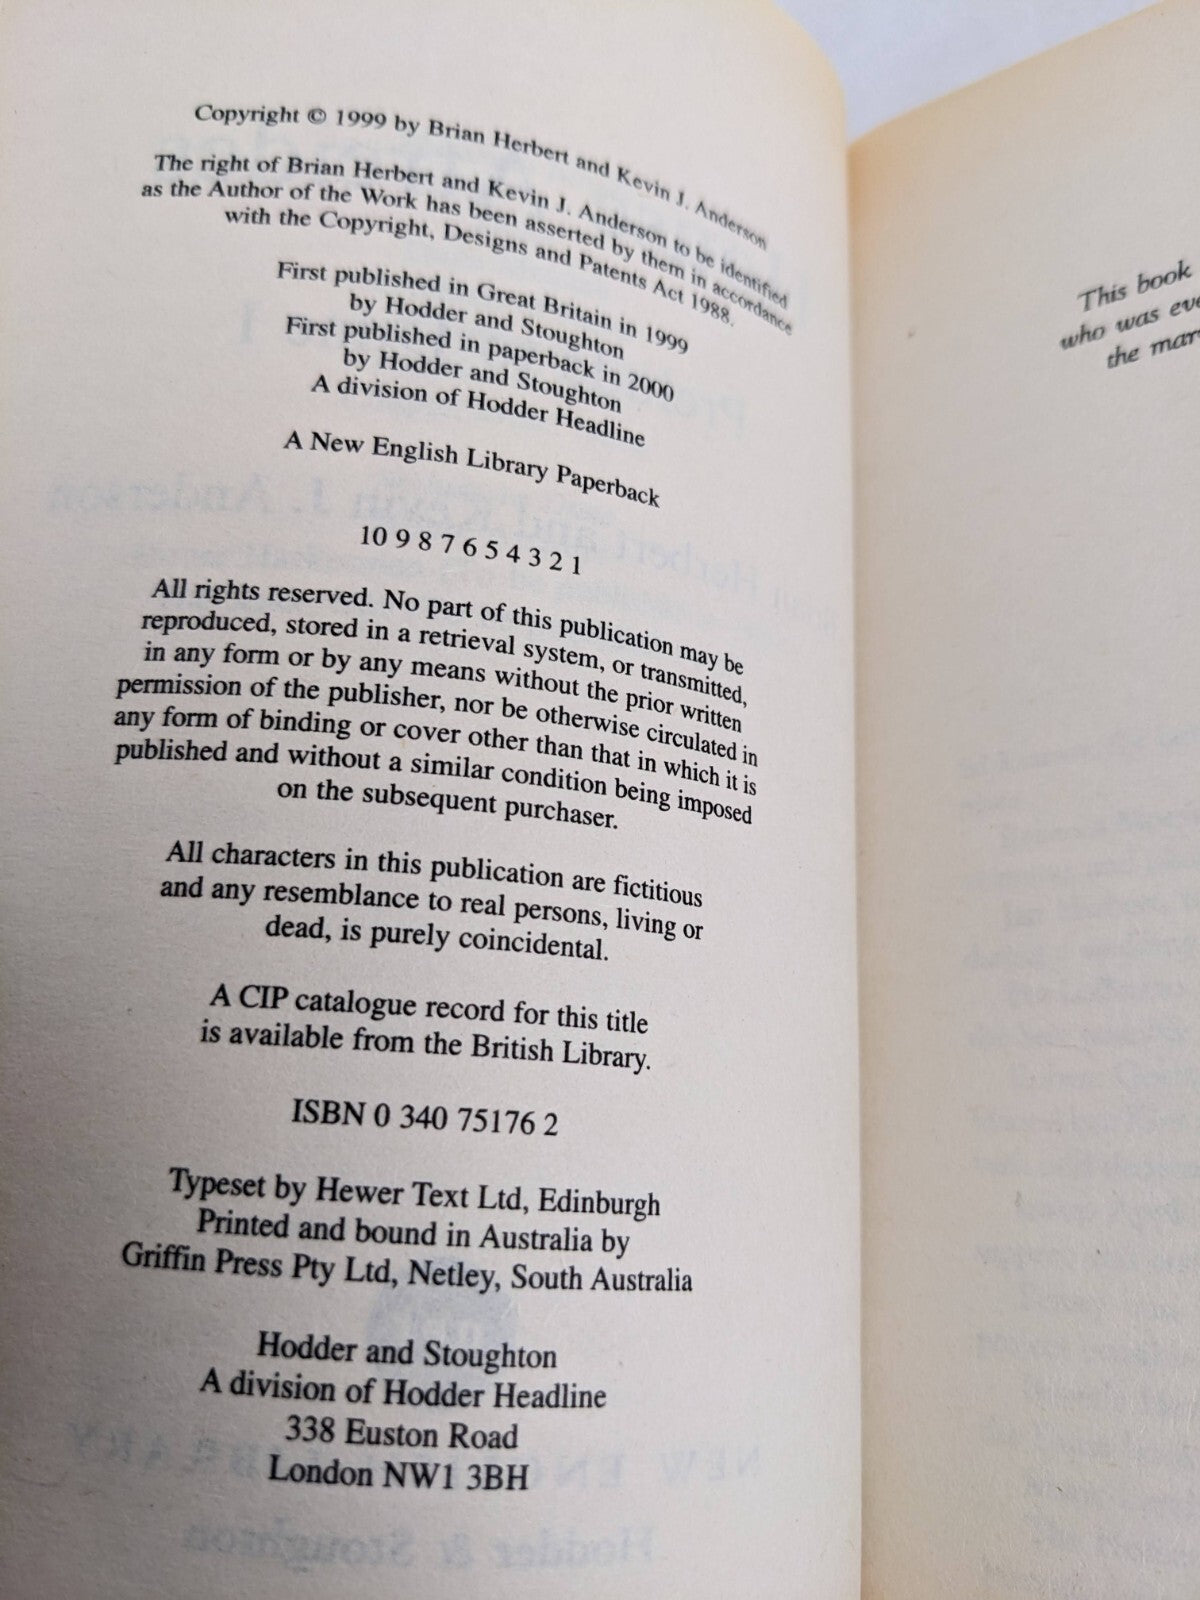 Copyright © 1999 by Brian Herbert and Kevin J. Anderson
The right of Brian Herbert and Kevin J. Anderson to be identified
as the Author of the Work has been asserted by them in accordance
with the Copyright, Designs and Patents Act 1988.
First published in Great Britain in 1999
by Hodder and Stoughton
First published in paperback in 2000
by Hodder and Stoughton
A division of Hodder Headline
A New English Library Paperback
10 9 8 7 6 5 4 3 2 1
All rights reserved. No part of this publication may be
reproduced, stored in a retrieval system, or transmitted,
in any form or by any means without the prior written
permission of the publisher, nor be otherwise circulated in
any form of binding or cover other than that in which it is
published and without a similar condition being imposed
on the subsequent purchaser.
All characters in this publication are fictitious
and any resemblance to real persons, living or
dead, is purely coincidental.
A CIP catalogue record for this title
is available from the British Library.
ISBN 0 340 75176 2
Typeset by Hewer Text Ltd, Edinburgh
Printed and bound in Australia by
Griffin Press Pty Ltd, Netley, South Australia
Hodder and Stoughton
A division of Hodder Headline
338 Euston Road
London NW1 3BH
This book
who was
the